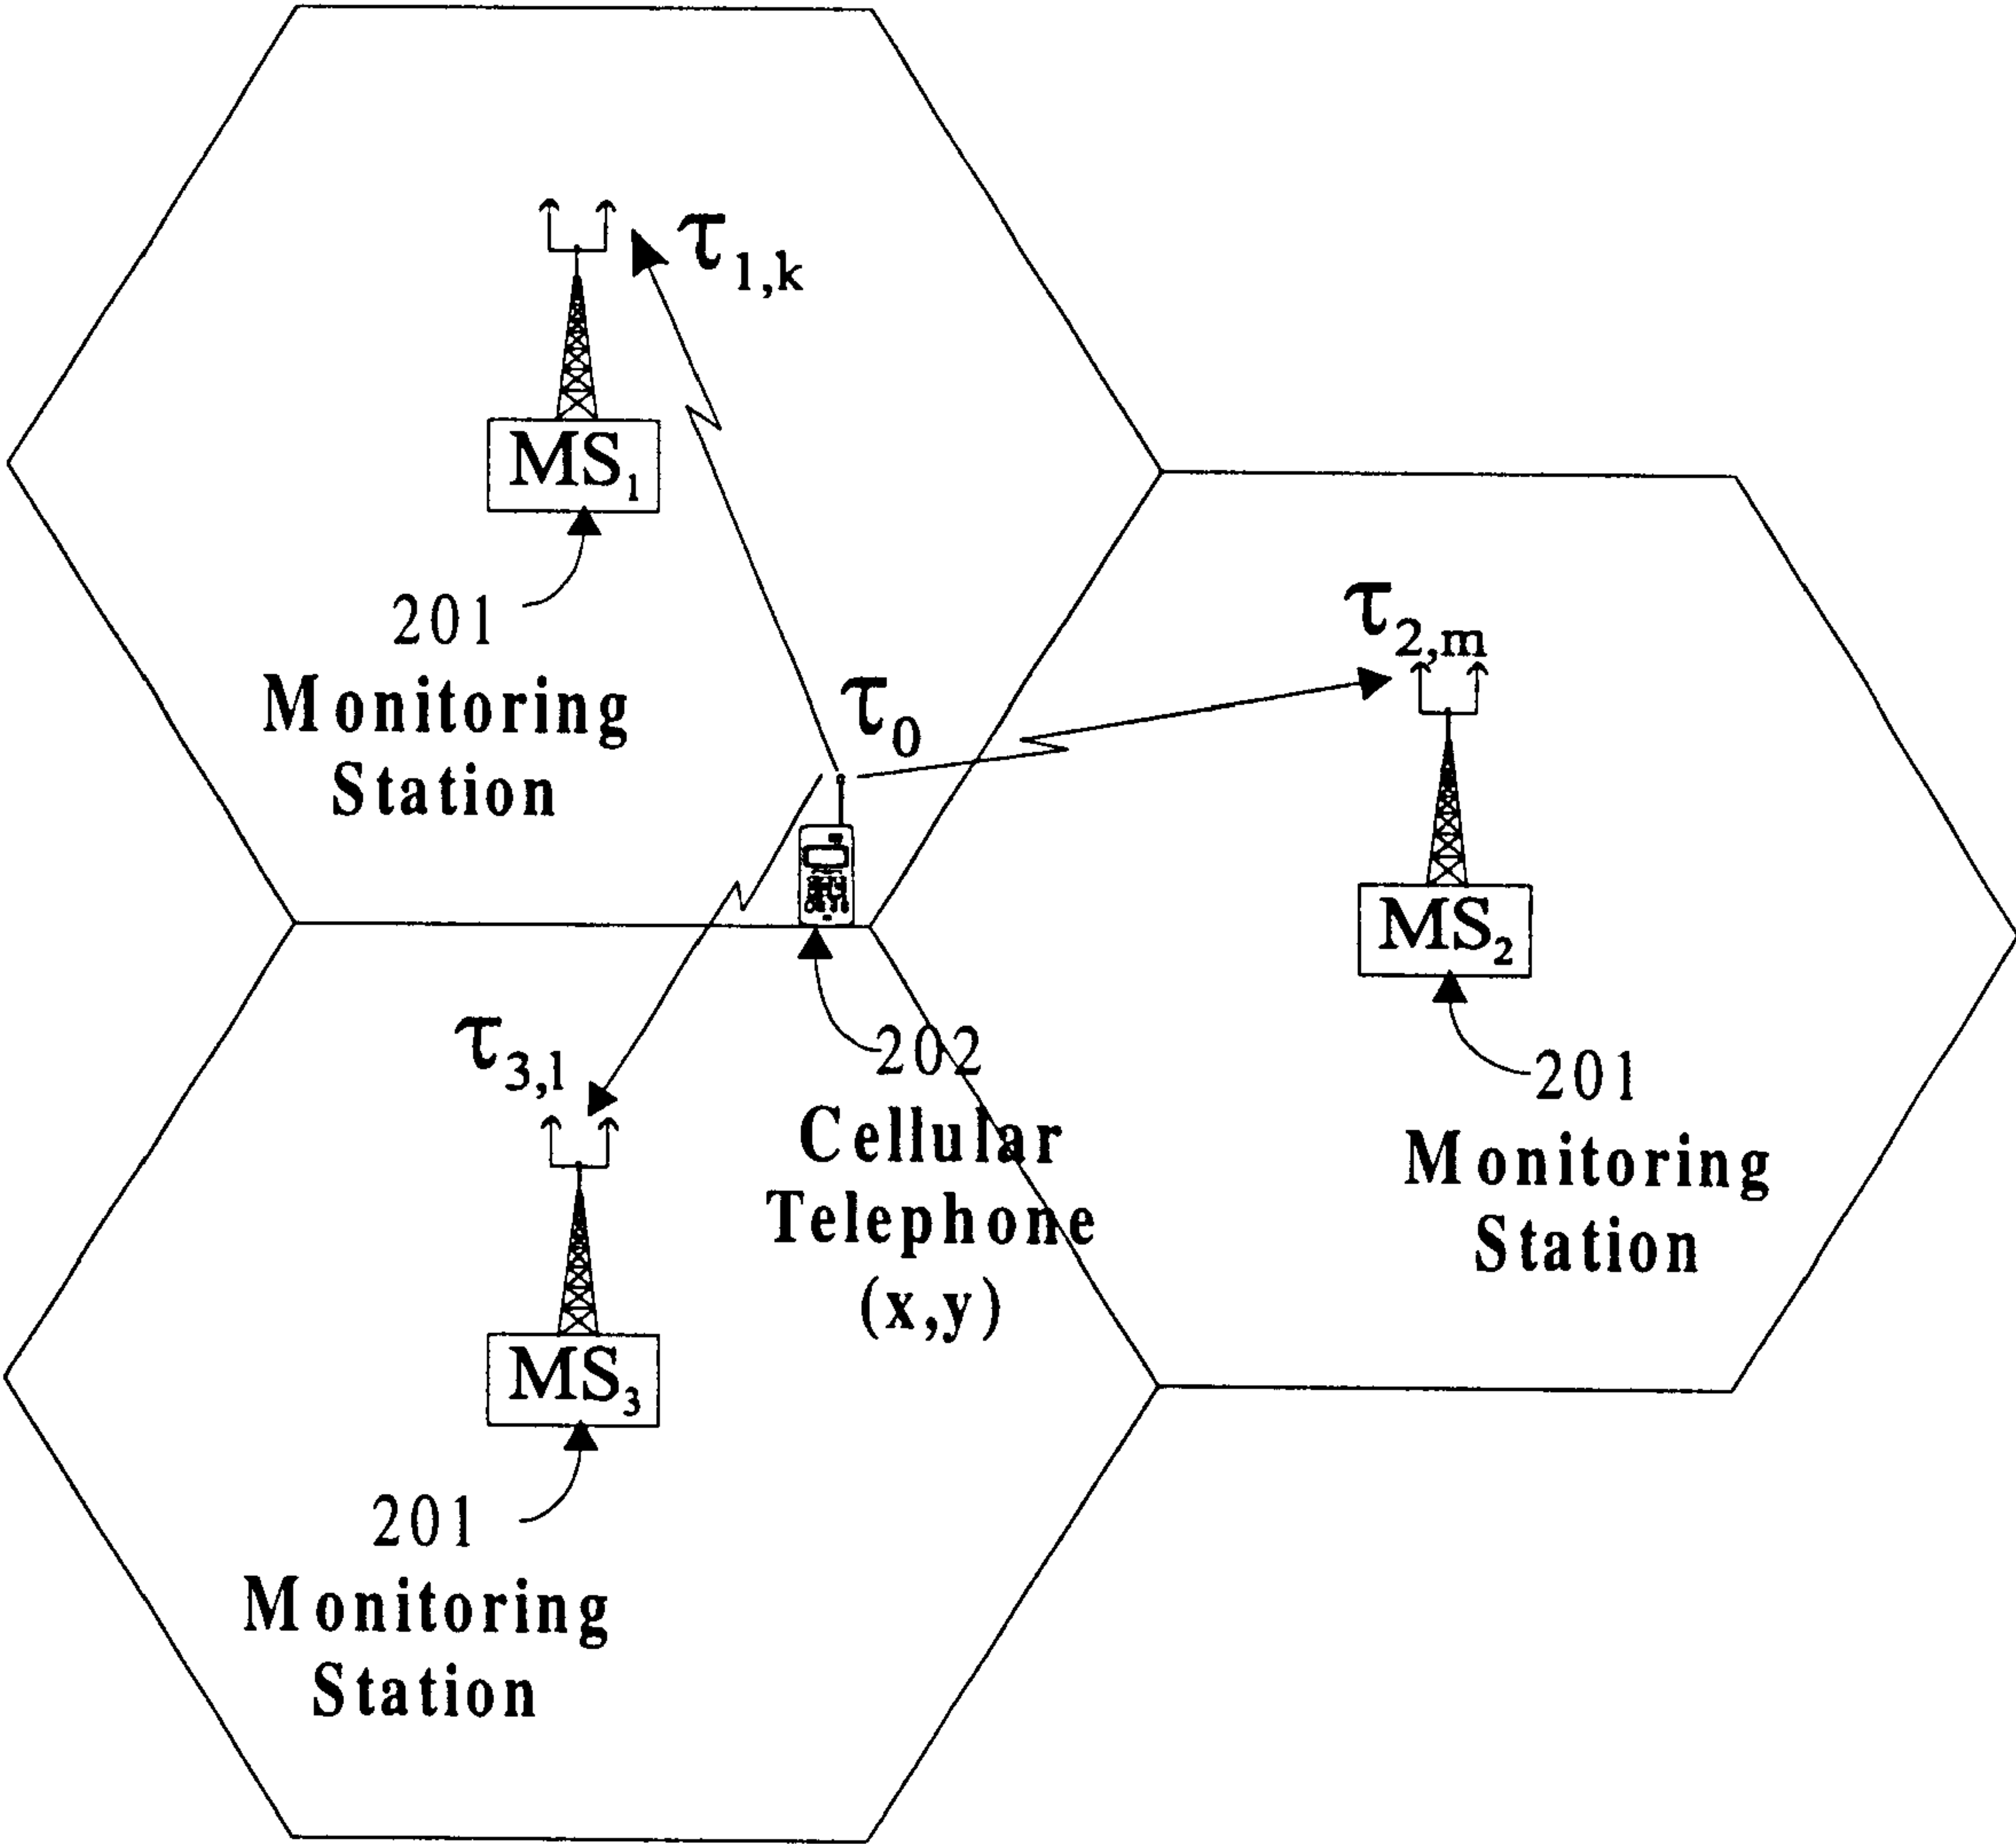 τ1,k
MS1
201
Monitoring
Station
τ2,m
τ0
MS2
201
Monitoring
Station
τ3,l
202
Cellular
Telephone
(x,y)
MS3
201
Monitoring
Station